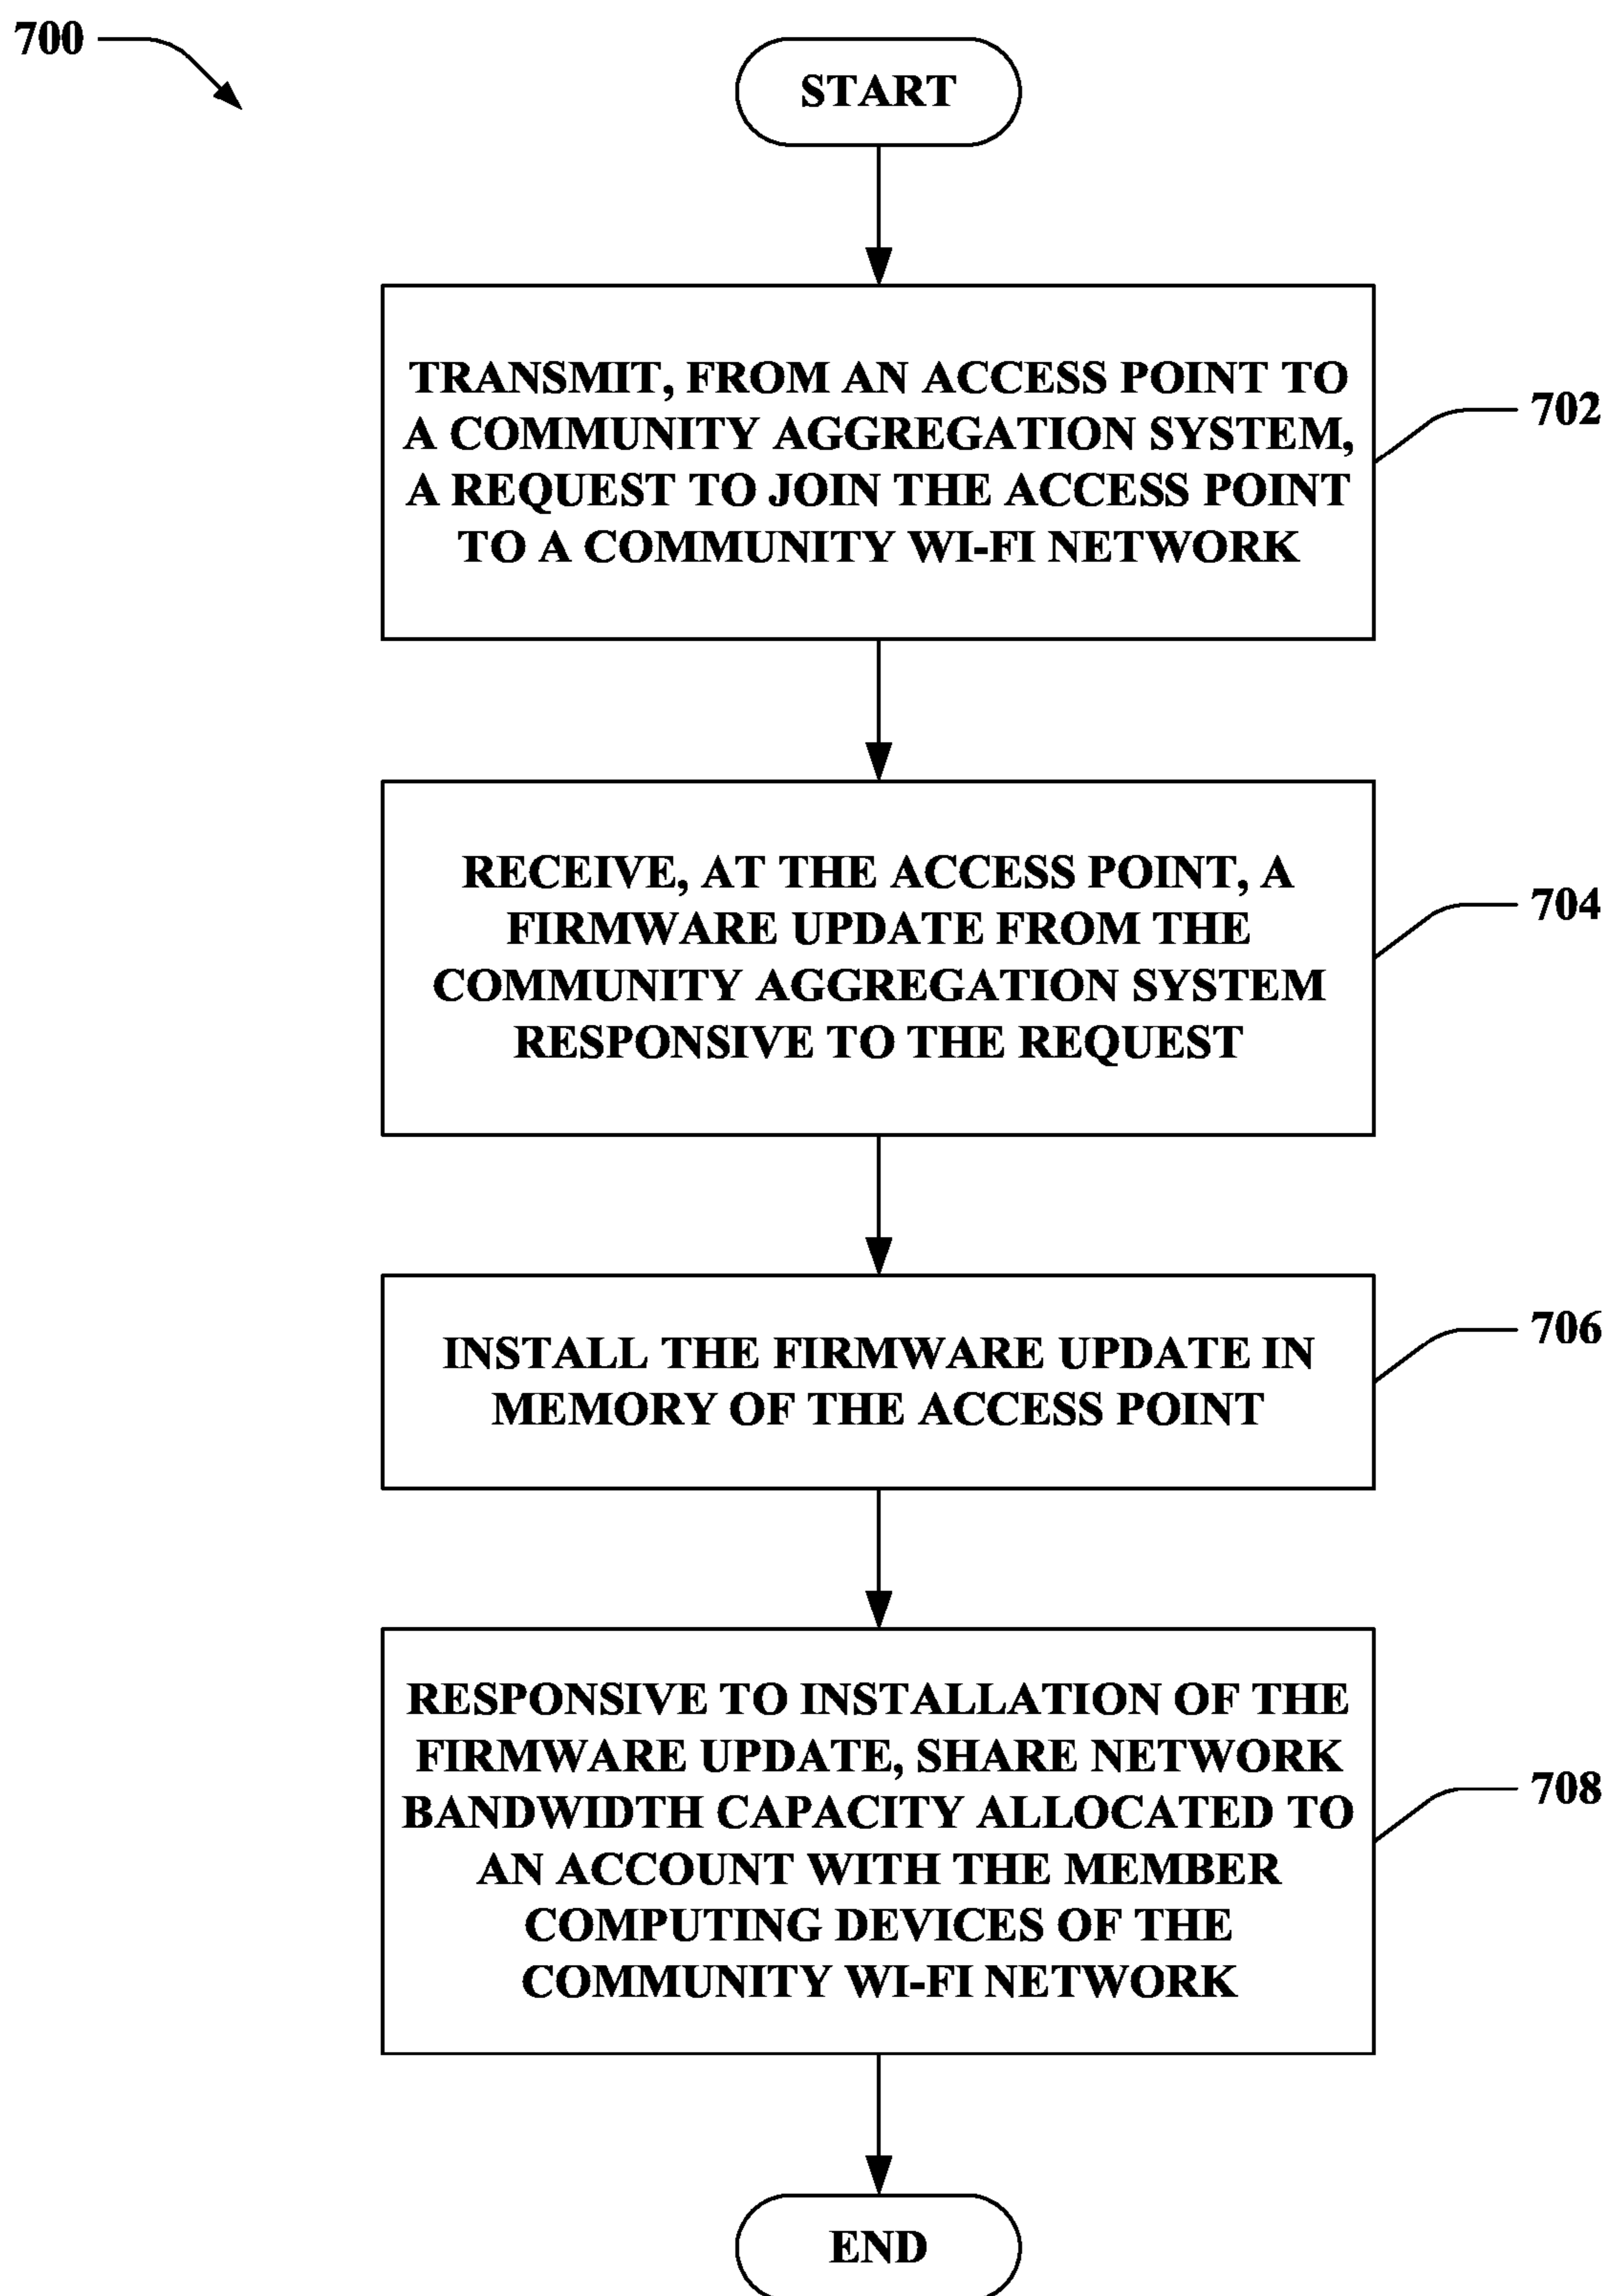 700
START
TRANSMIT, FROM AN ACCESS POINT TO
A COMMUNITY AGGREGATION SYSTEM,
A REQUEST TO JOIN THE ACCESS POINT
TO A COMMUNITY WI-FI NETWORK
702
RECEIVE, AT THE ACCESS POINT, A
FIRMWARE UPDATE FROM THE
COMMUNITY AGGREGATION SYSTEM
RESPONSIVE TO THE REQUEST
704
INSTALL THE FIRMWARE UPDATE IN
MEMORY OF THE ACCESS POINT
706
RESPONSIVE TO INSTALLATION OF THE
FIRMWARE UPDATE, SHARE NETWORK
BANDWIDTH CAPACITY ALLOCATED TO
AN ACCOUNT WITH THE MEMBER
COMPUTING DEVICES OF THE
COMMUNITY WI-FI NETWORK
708
END